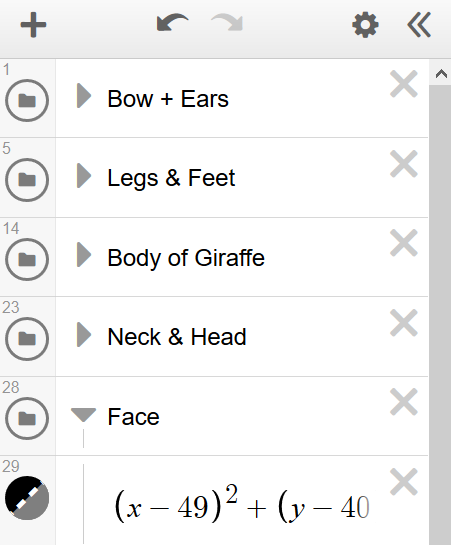 1
Bow + Ears
5
Legs & Feet
14
Body of Giraffe
23
Neck & Head
28
Face
29
(x − 49)² + (y − 40